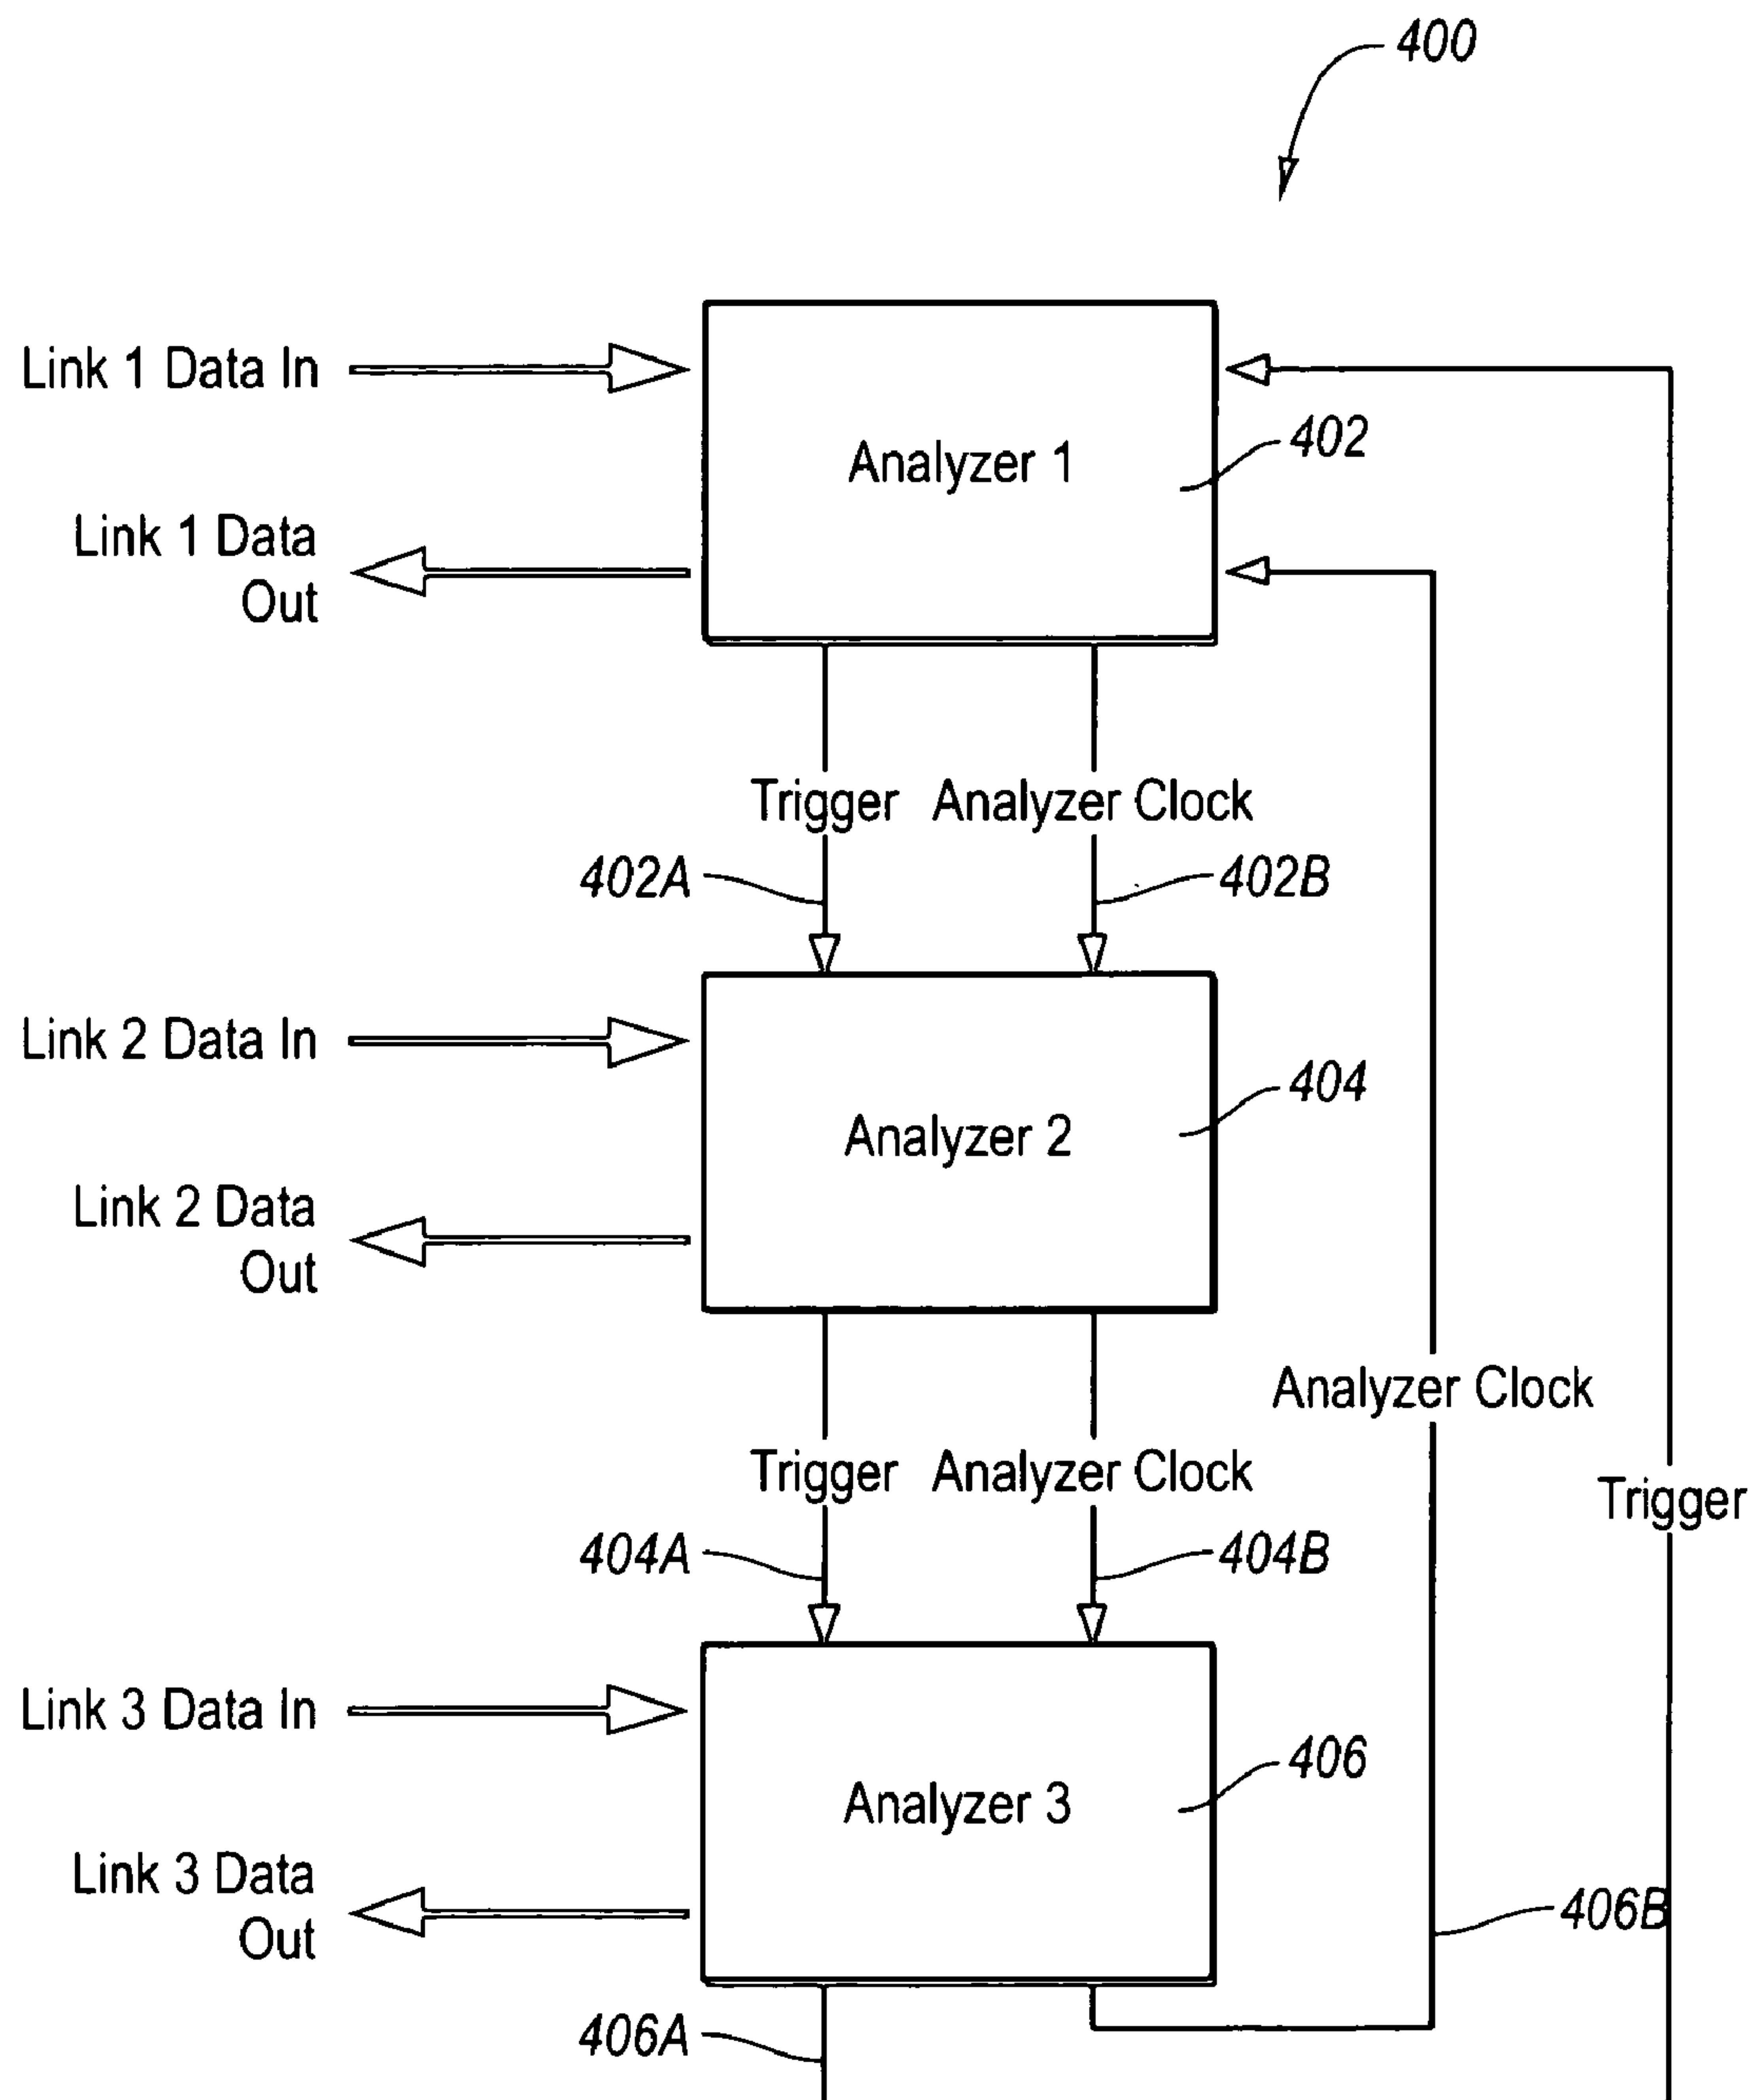 400
Link 1 Data In
Analyzer 1
402
Link 1 Data
Out
Trigger
Analyzer Clock
402A
402B
Link 2 Data In
404
Analyzer 2
Link 2 Data
Out
Analyzer Clock
Trigger
Analyzer Clock
Trigger
404A
404B
Link 3 Data In
406
Analyzer 3
Link 3 Data
Out
406B
406A